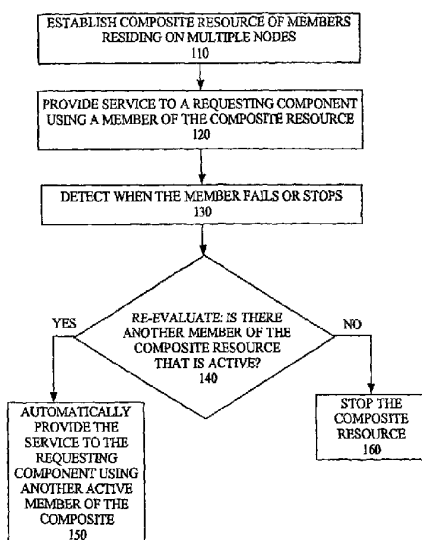 ESTABLISH COMPOSITE RESOURCE OF MEMBERS
RESIDING ON MULTIPLE NODES
110
PROVIDE SERVICE TO A REQUESTING COMPONENT
USING A MEMBER OF THE COMPOSITE RESOURCE
120
DETECT WHEN THE MEMBER FAILS OR STOPS
130
RE-EVALUATE: IS THERE
ANOTHER MEMBER OF THE
COMPOSITE RESOURCE
THAT IS ACTIVE?
140
YES
NO
AUTOMATICALLY
PROVIDE THE
SERVICE TO THE
REQUESTING
COMPONENT USING
ANOTHER ACTIVE
MEMBER OF THE
COMPOSITE
150
STOP THE
COMPOSITE
RESOURCE
160